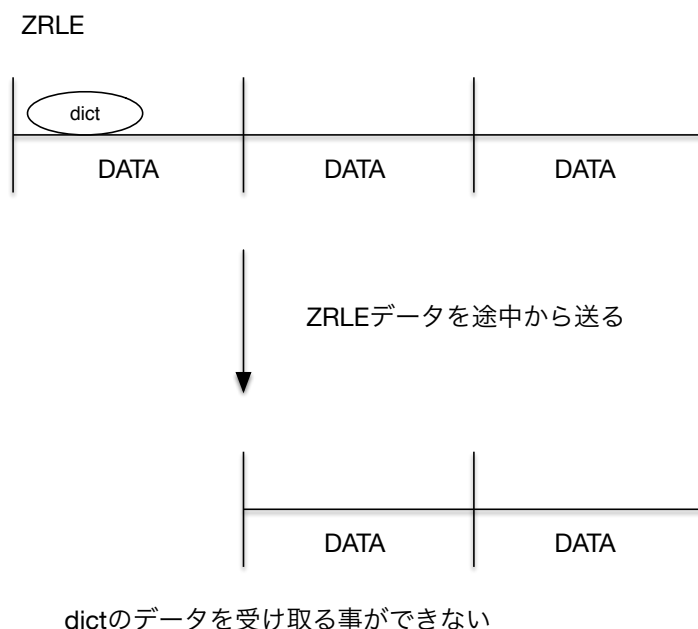 ZRLE
dict
DATA DATA DATA
ZRLEデータを途中から送る
DATA DATA
dictのデータを受け取る事ができない